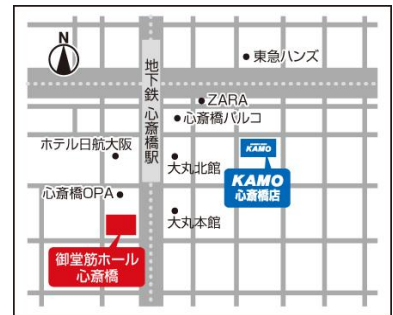 N
東急ハンズ
地下鉄 心斎橋駅
ZARA
心斎橋パルコ
ホテル日航大阪
KAMO
大丸北館
KAMO
心斎橋店
心斎橋OPA
大丸本館
御堂筋ホール
心斎橋